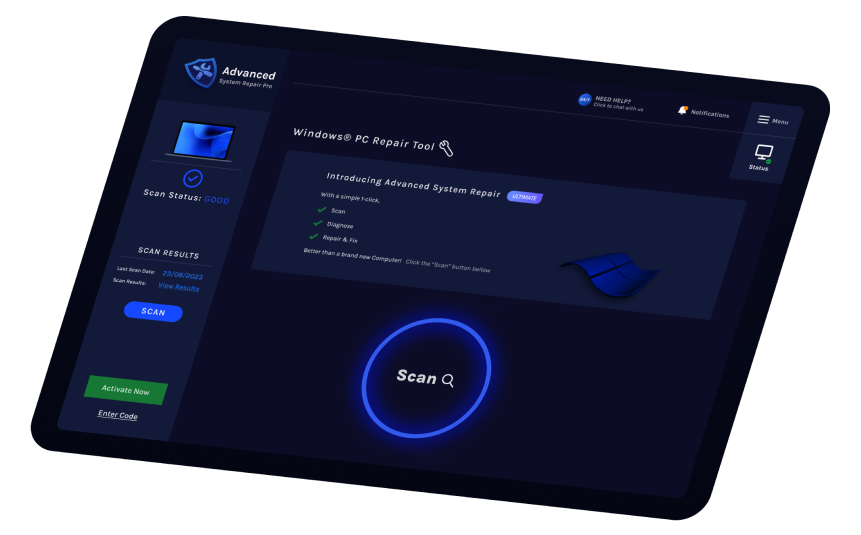 Advanced
System Repair Pro
24/7
NEED HELP?
Click to chat with us
Notifications
Menu
Status
Scan Status: GOOD
SCAN RESULTS
Last Scan Date: 23/08/2023
Scan Results: View Results
SCAN
Activate Now
Enter Code
Windows® PC Repair Tool
Introducing Advanced System Repair ULTIMATE
With a simple 1-click,
Scan
Diagnose
Repair & Fix
Better than a brand new Computer! Click the "Scan" button bellow
Scan